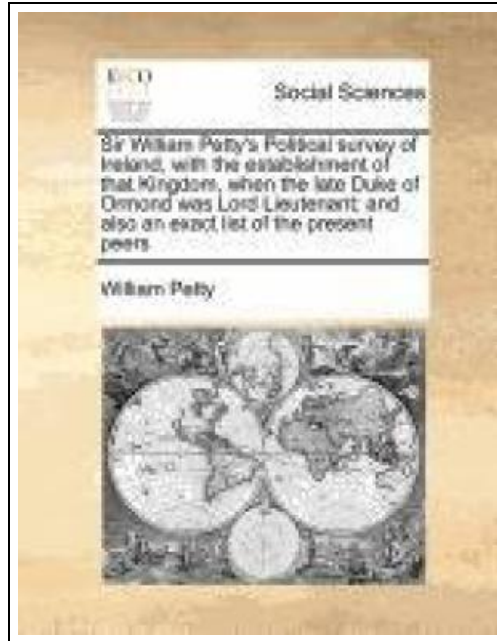 ECCO
Social Sciences
Sir William Petty's Political survey of
Ireland, with the establishment of
that Kingdom, when the late Duke of
Ormond was Lord Lieutenant; and
also an exact list of the present
peers
William Petty